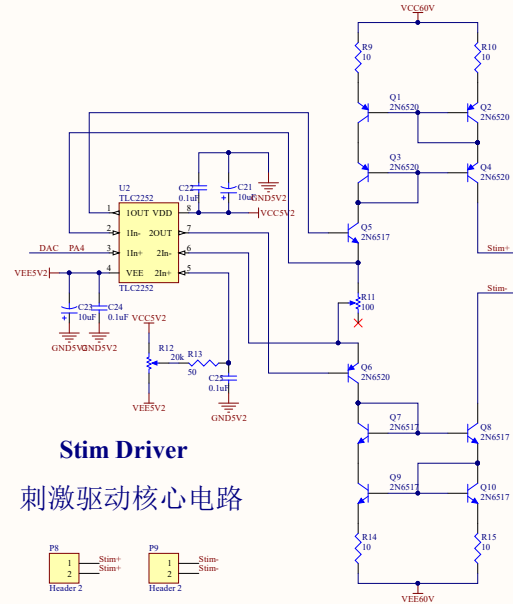 VCC60V
R9
10
R10
10
Q1
2N6520
Q2
2N6520
Q3
2N6520
Q4
2N6520
U2
TLC2252
C22
0.1uF
C21
10uF
GND5V2
VCC5V2
1 1OUT VDD 8
2 1In- 2OUT 7
3 1In+ 2In- 6
4 VEE 2In+ 5
TLC2252
DAC PA4
VEE5V2
Q5
2N6517
Stim+
Stim-
R11
100
C23
10uF
C24
0.1uF
GND5V2
GND5V2
VCC5V2
R12
20k
R13
50
VEE5V2
C25
0.1uF
GND5V2
Q6
2N6520
Q7
2N6517
Q8
2N6517
Q9
2N6517
Q10
2N6517
R14
10
R15
10
VEE60V
Stim Driver
刺激驱动核心电路
P8
1 Stim+
2 Stim+
Header 2
P9
1 Stim-
2 Stim-
Header 2